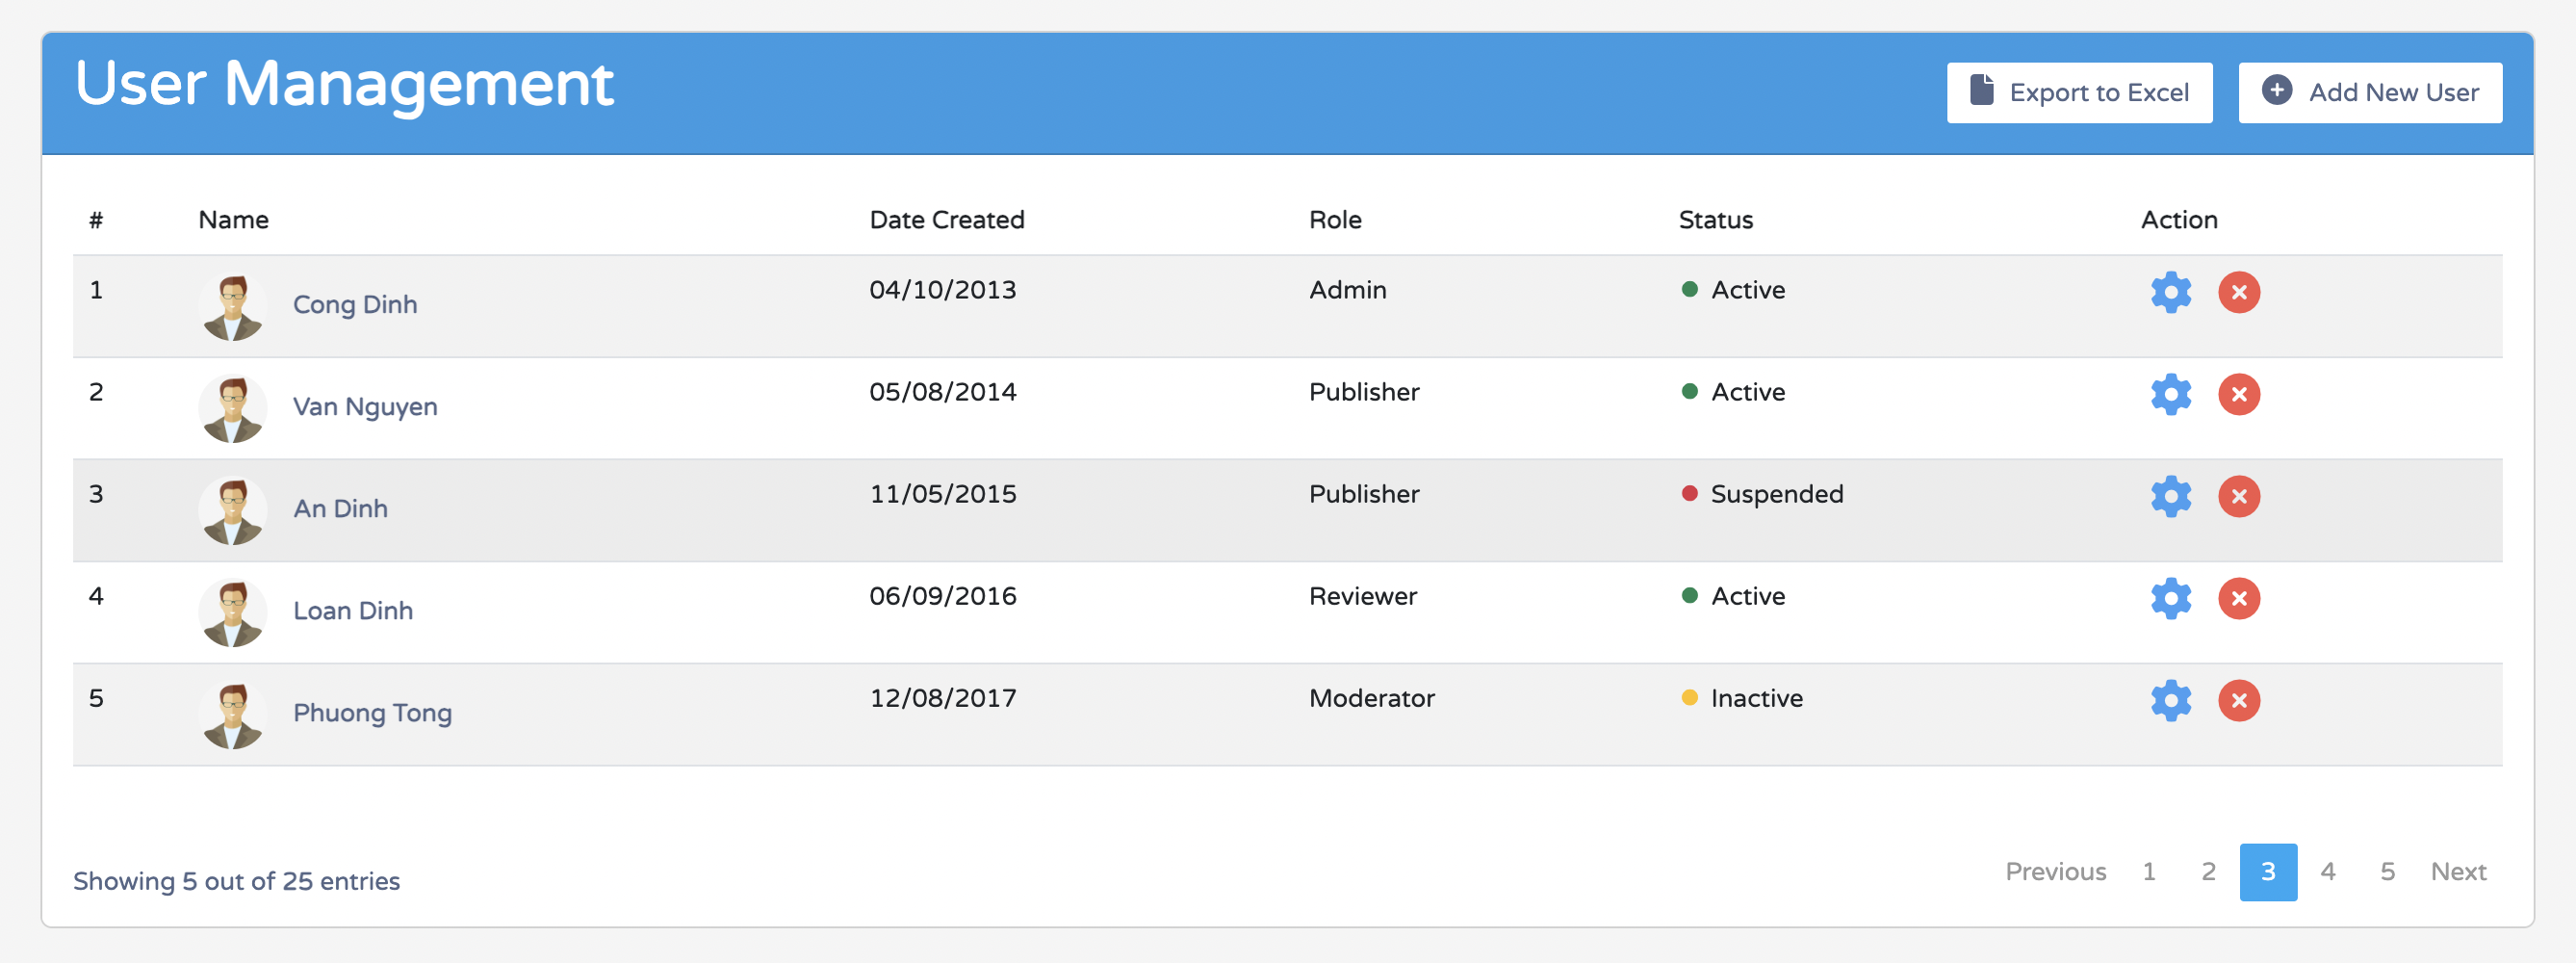 User Management
Export to Excel
Add New User
# Name Date Created Role Status Action
1 Cong Dinh 04/10/2013 Admin Active
2 Van Nguyen 05/08/2014 Publisher Active
3 An Dinh 11/05/2015 Publisher Suspended
4 Loan Dinh 06/09/2016 Reviewer Active
5 Phuong Tong 12/08/2017 Moderator Inactive
Showing 5 out of 25 entries
Previous 1 2 3 4 5 Next